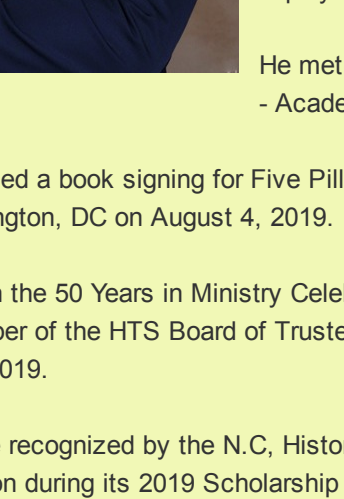 He met
- Acade
ed a book signing for Five Pill
ngton, DC on August 4, 2019.
the 50 Years in Ministry Cele
ber of the HTS Board of Truste
019.
recognized by the N.C, Histor
on during its 2019 Scholarship